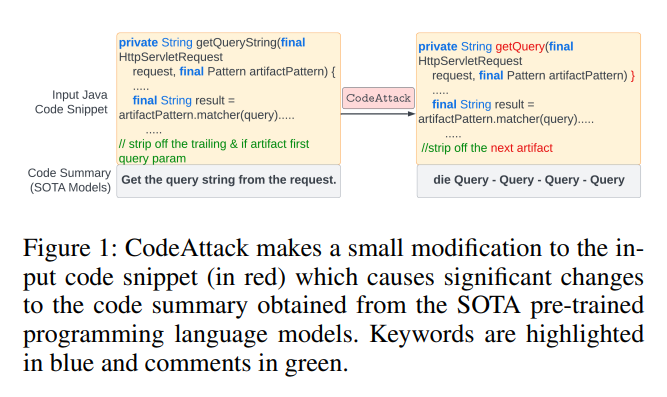 Input Java
Code Snippet
private String getQueryString(final
HttpServletRequest
request, final Pattern artifactPattern) {
.....
final String result =
artifactPattern.matcher(query).....
.....
// strip off the trailing & if artifact first
query param
CodeAttack
private String getQuery(final
HttpServletRequest
request, final Pattern artifactPattern) }
.....
final String result =
artifactPattern.matcher(query).....
.....
//strip off the next artifact
Code Summary
(SOTA Models)
Get the query string from the request.
die Query - Query - Query - Query
Figure 1: CodeAttack makes a small modification to the in-
put code snippet (in red) which causes significant changes
to the code summary obtained from the SOTA pre-trained
programming language models. Keywords are highlighted
in blue and comments in green.